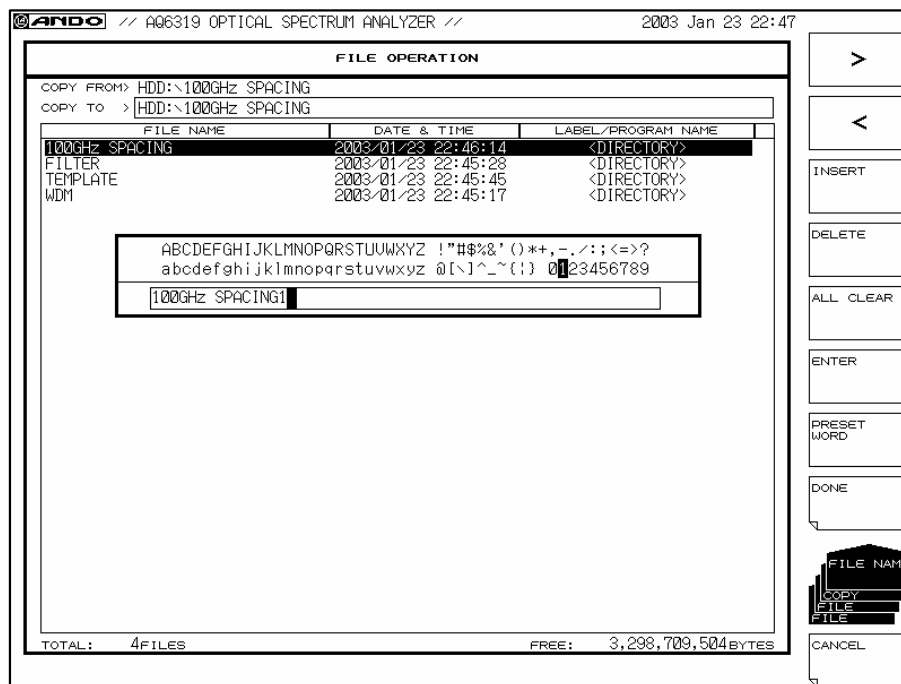 ANDO // AQ6319 OPTICAL SPECTRUM ANALYZER // 2003 Jan 23 22:47
FILE OPERATION
COPY FROM> HDD:\100GHz SPACING
COPY TO > HDD:\100GHz SPACING
FILE NAME DATE & TIME LABEL/PROGRAM NAME
100GHz SPACING 2003/01/23 22:46:14 <DIRECTORY>
FILTER 2003/01/23 22:45:28 <DIRECTORY>
TEMPLATE 2003/01/23 22:45:45 <DIRECTORY>
WDM 2003/01/23 22:45:17 <DIRECTORY>
ABCDEFGHIJKLMNOPQRSTUVWXYZ !"#$%&'()*+,-./:;<=>?
abcdefghijklmnopqrstuvwxyz @[\]^_~{¦} 0123456789
100GHz SPACING1
TOTAL: 4FILES FREE: 3,298,709,504BYTES
>
<
INSERT
DELETE
ALL CLEAR
ENTER
PRESET
WORD
DONE
FILE NAM
COPY
FILE
FILE
CANCEL